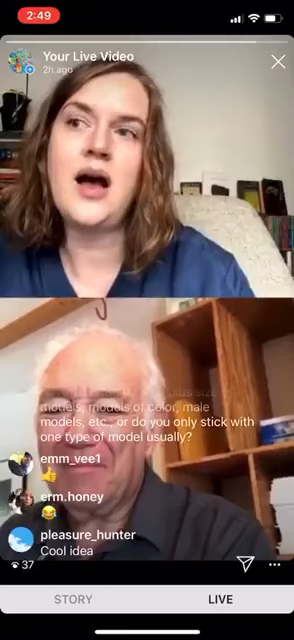 2:49
Your Live Video
2h ago
size
models, models of color, male
models, etc., or do you only stick with
one type of model usually?
emm_vee1
👍
erm.honey
😂
pleasure_hunter
Cool idea
37
STORY
LIVE